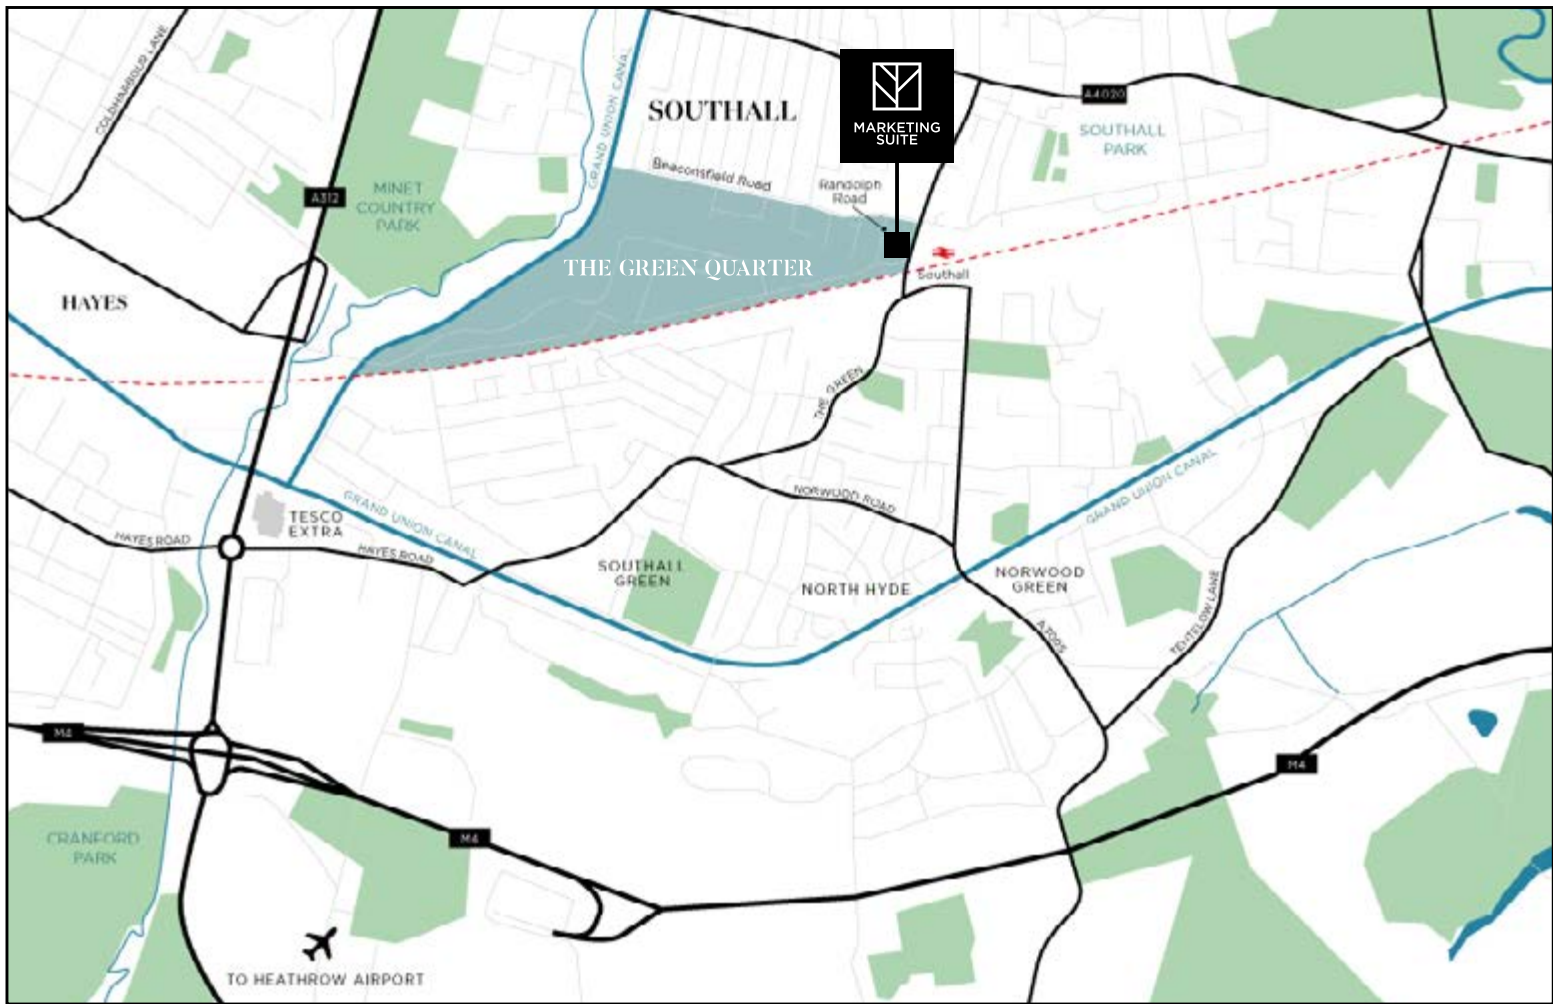 COLDHARBOUR LANE
GRAND UNION CANAL
SOUTHALL
MARKETING
SUITE
A4020
SOUTHALL
PARK
Beaconsfield Road
Randolph
Road
A312
MINET
COUNTRY
PARK
THE GREEN QUARTER
Southall
HAYES
THE GREEN
GRAND UNION CANAL
NORWOOD ROAD
GRAND UNION CANAL
TESCO
EXTRA
HAYES ROAD
HAYES ROAD
SOUTHALL
GREEN
NORTH HYDE
NORWOOD
GREEN
TENTELOW LANE
M4
M4
M4
CRANFORD
PARK
TO HEATHROW AIRPORT